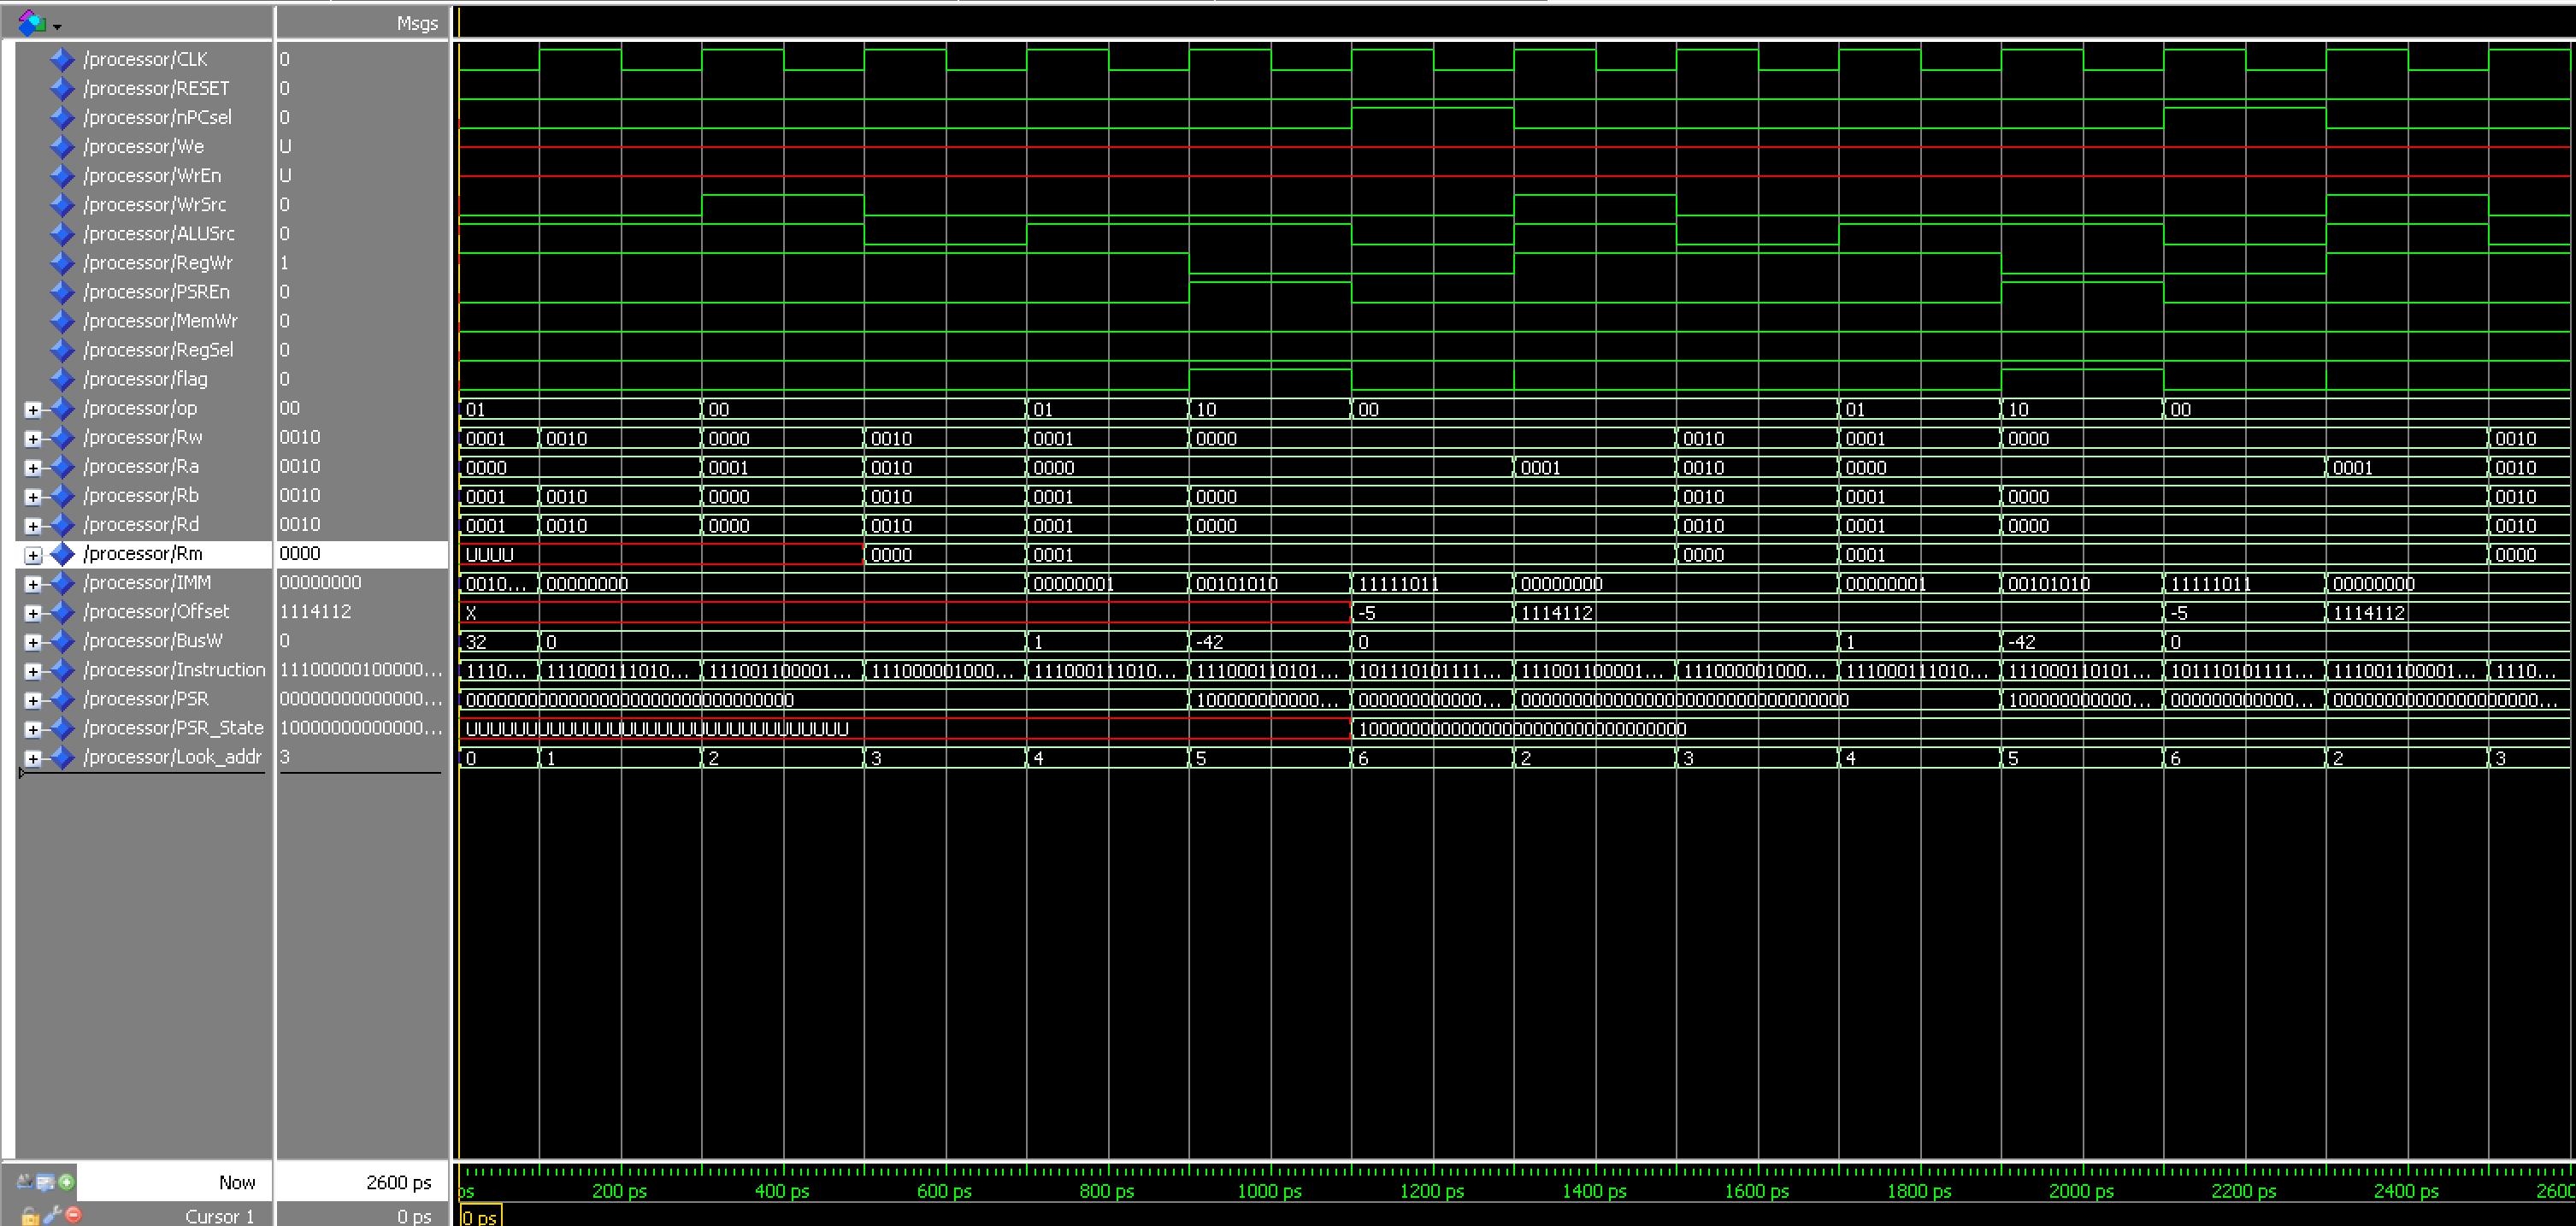 Msgs
/processor/CLK 0
/processor/RESET 0
/processor/nPCsel 0
/processor/We U
/processor/WrEn U
/processor/WrSrc 0
/processor/ALUSrc 0
/processor/RegWr 1
/processor/PSREn 0
/processor/MemWr 0
/processor/RegSel 0
/processor/flag 0
/processor/op 00 01 00 01 10 00 01 10 00
/processor/Rw 0010 0001 0010 0000 0010 0001 0000 0010 0001 0000 0010
/processor/Ra 0010 0000 0001 0010 0000 0001 0010 0000 0001 0010
/processor/Rb 0010 0001 0010 0000 0010 0001 0000 0010 0001 0000 0010
/processor/Rd 0010 0001 0010 0000 0010 0001 0000 0010 0001 0000 0010
/processor/Rm 0000 UUUU 0000 0001 0000 0001 0000
/processor/IMM 00000000 0010... 00000000 00000001 00101010 11111011 00000000 00000001 00101010 11111011 00000000
/processor/Offset 1114112 X -5 1114112 -5 1114112
/processor/BusW 0 32 0 1 -42 0 1 -42 0
/processor/Instruction 11100000100000... 1110... 111000111010... 111001100001... 111000001000... 111000111010... 111000110101... 101110101111... 111001100001... 111000001000... 111000111010... 111000110101... 101110101111... 111001100001... 1110...
/processor/PSR 00000000000000... 00000000000000000000000000000000 100000000000... 000000000000... 00000000000000000000000000000000 100000000000... 000000000000... 00000000000000000000000...
/processor/PSR_State 10000000000000... UUUUUUUUUUUUUUUUUUUUUUUUUUUUUUUU 10000000000000000000000000000000
/processor/Look_addr 3 0 1 2 3 4 5 6 2 3 4 5 6 2 3
Now 2600 ps ps 200 ps 400 ps 600 ps 800 ps 1000 ps 1200 ps 1400 ps 1600 ps 1800 ps 2000 ps 2200 ps 2400 ps 2600
Cursor 1 0 ps 0 ps